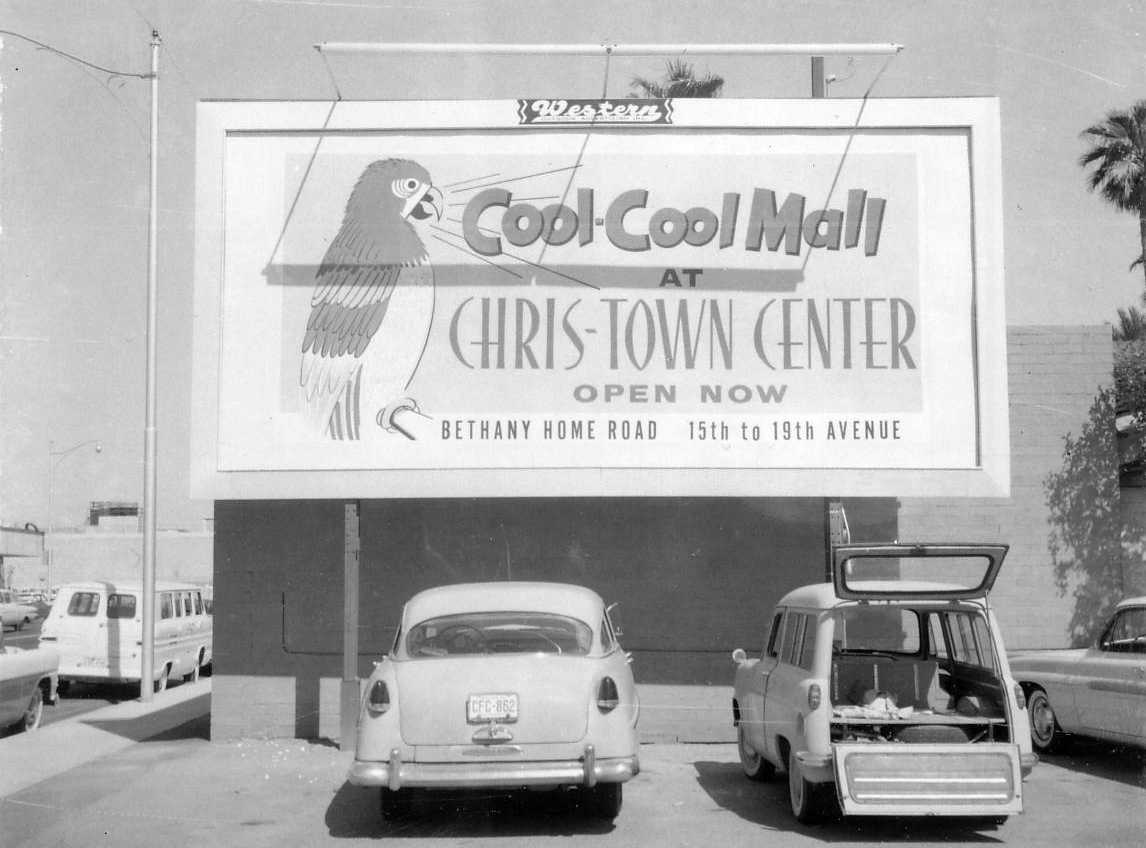 Western
Cool-Cool Mall
AT
CHRIS-TOWN CENTER
OPEN NOW
BETHANY HOME ROAD 15th to 19th AVENUE
CFC-862